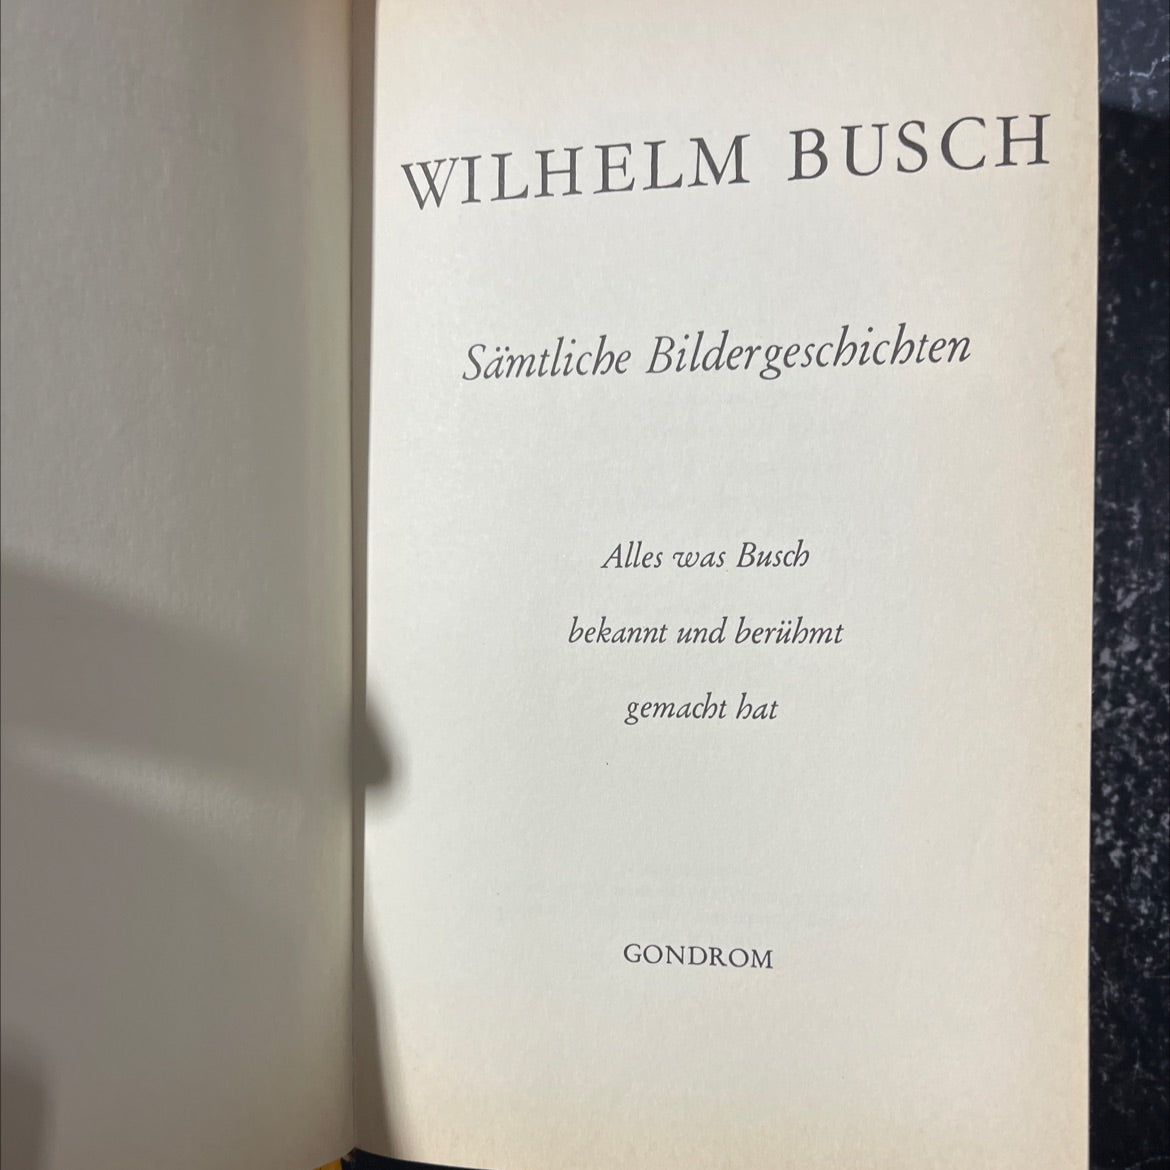 WILHELM BUSCH
Sämtliche Bildergeschichten
Alles was Busch
bekannt und berühmt
gemacht hat
GONDROM